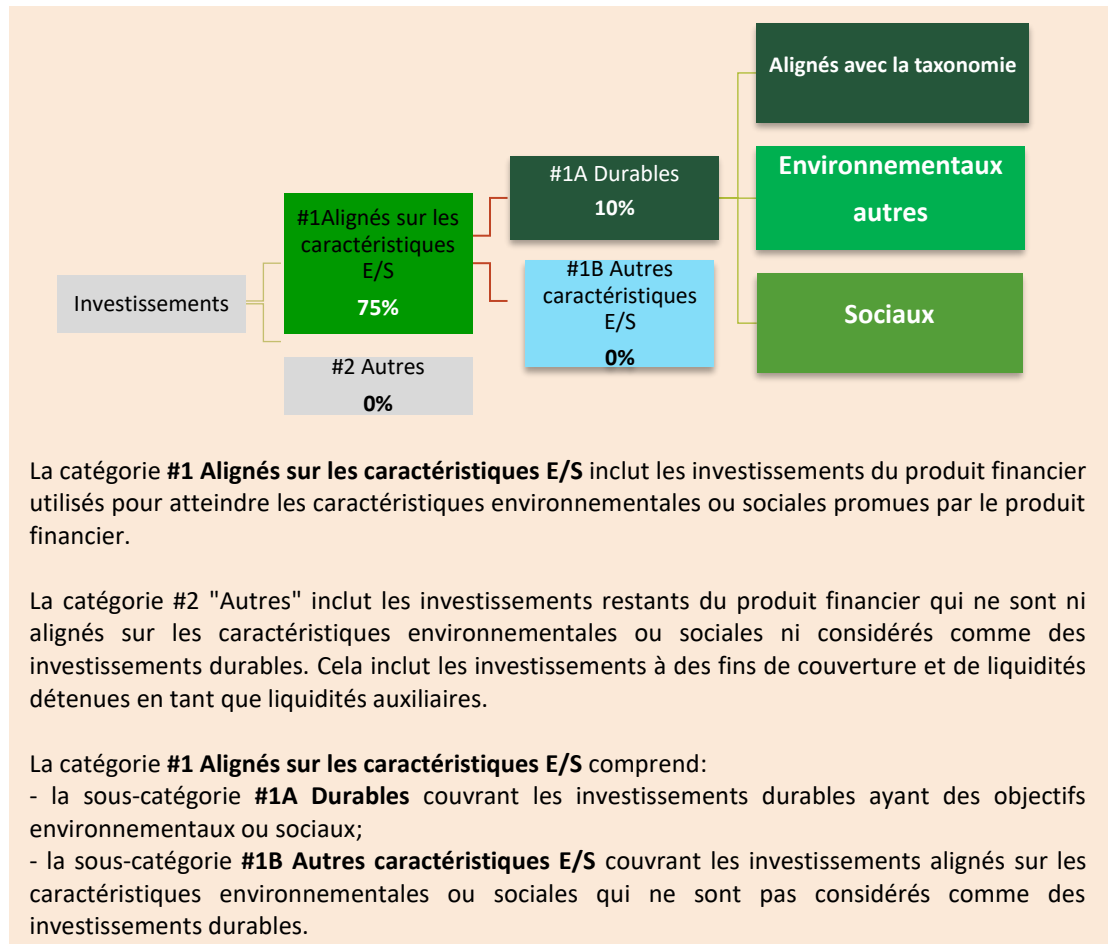 Alignés avec la taxonomie
Environnementaux
autres
Sociaux
#1A Durables
10%
#1B Autres
caractéristiques
E/S
0%
#1Alignés sur les
caractéristiques
E/S
75%
Investissements
#2 Autres
0%
La catégorie #1 Alignés sur les caractéristiques E/S inclut les investissements du produit financier
utilisés pour atteindre les caractéristiques environnementales ou sociales promues par le produit
financier.
La catégorie #2 "Autres" inclut les investissements restants du produit financier qui ne sont ni
alignés sur les caractéristiques environnementales ou sociales ni considérés comme des
investissements durables. Cela inclut les investissements à des fins de couverture et de liquidités
détenues en tant que liquidités auxiliaires.
La catégorie #1 Alignés sur les caractéristiques E/S comprend:
- la sous-catégorie #1A Durables couvrant les investissements durables ayant des objectifs
environnementaux ou sociaux;
- la sous-catégorie #1B Autres caractéristiques E/S couvrant les investissements alignés sur les
caractéristiques environnementales ou sociales qui ne sont pas considérés comme des
investissements durables.